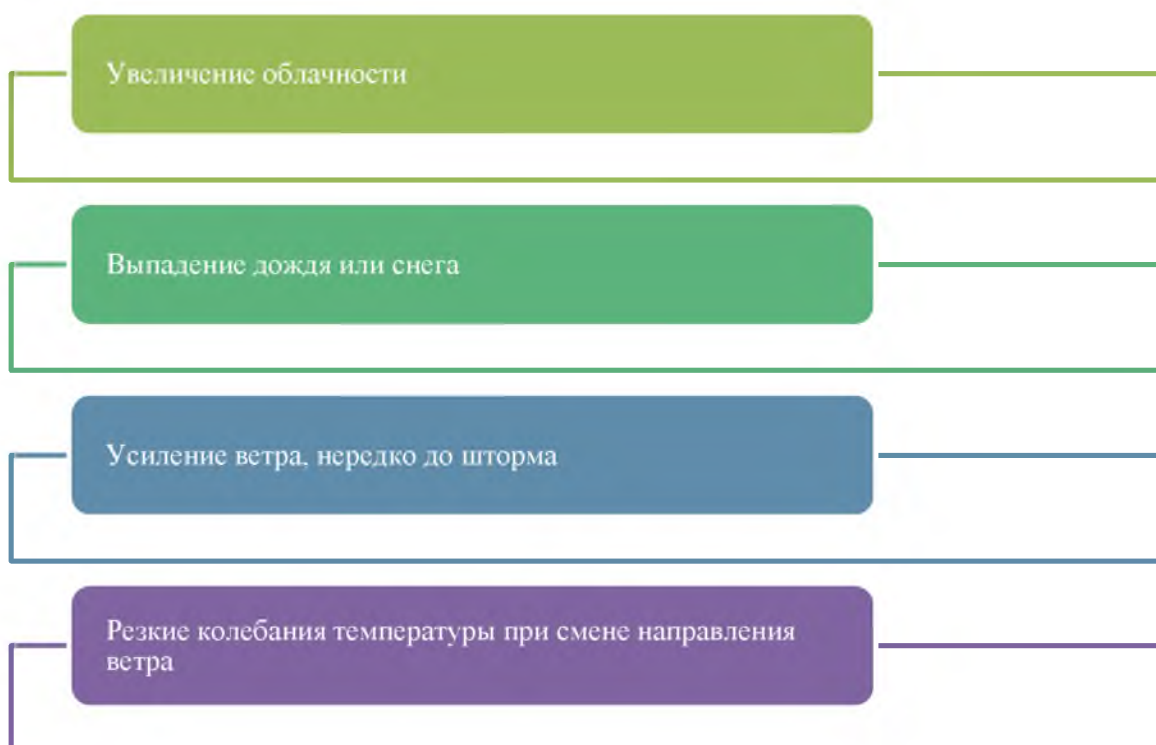 Увеличение облачности
Выпадение дождя или снега
Усиление ветра, нередко до шторма
Резкие колебания температуры при смене направления
ветра